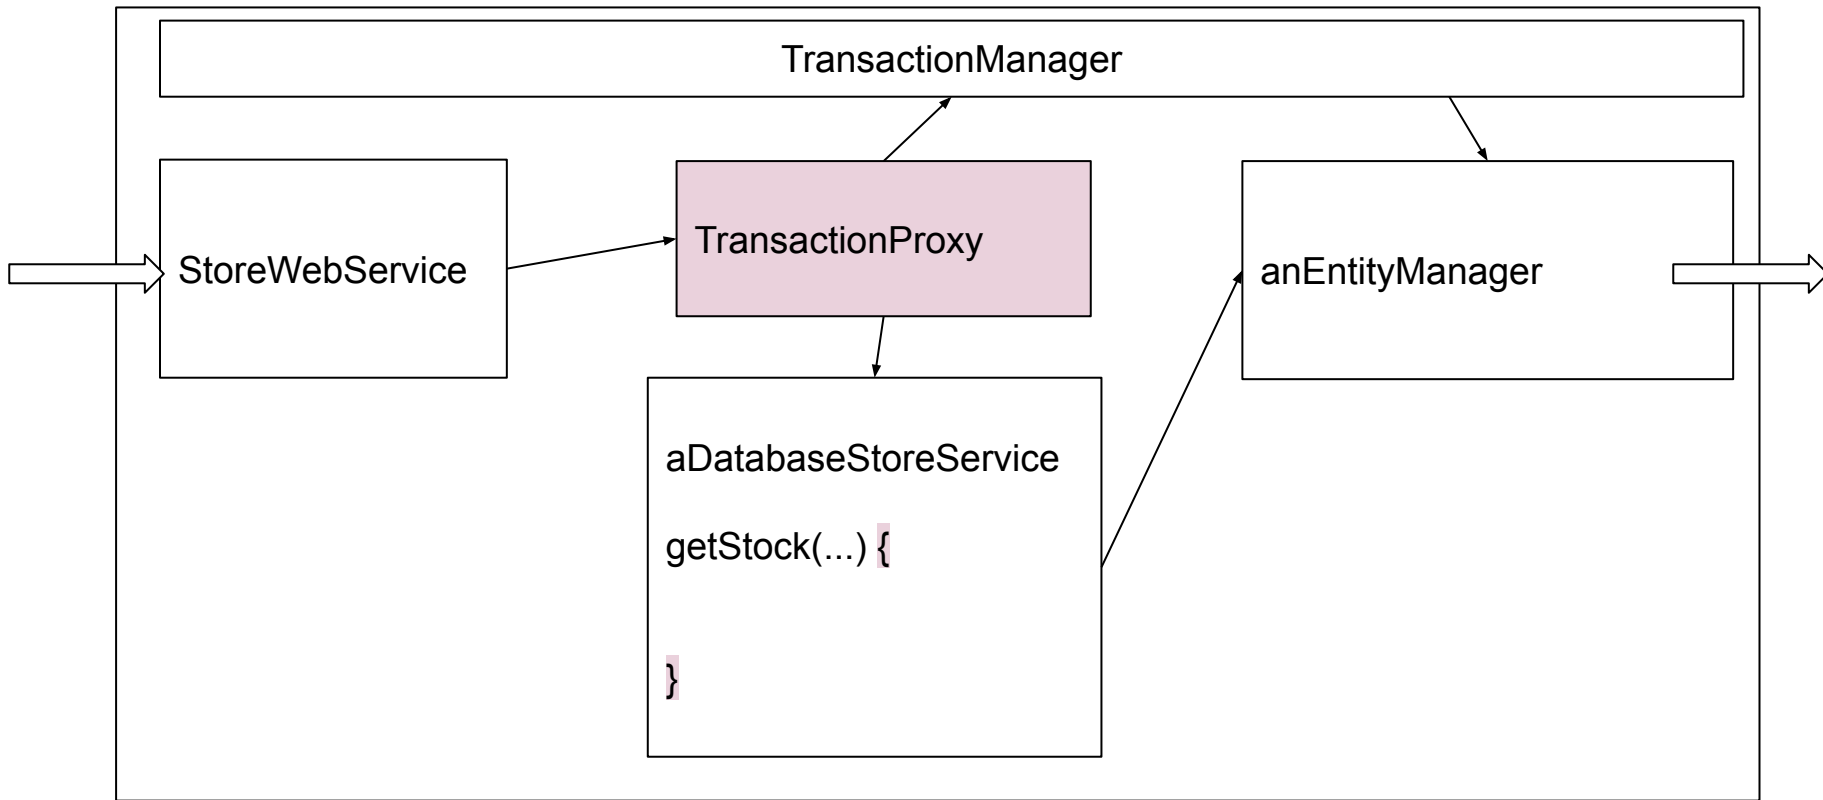 TransactionManager
StoreWebService
TransactionProxy
anEntityManager
aDatabaseStoreService
getStock(...) {
}